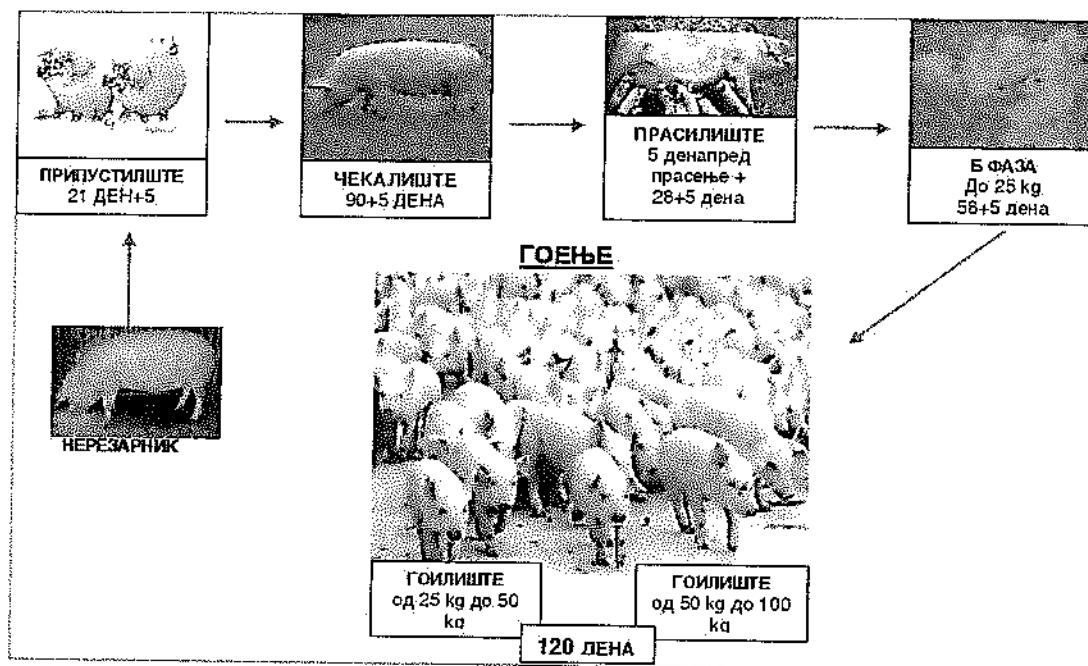 ПРИПУСТИЛШТЕ
21 ДЕН+5
ЧЕКАЛИШТЕ
90+5 ДЕНА
ПРАСИЛИШТЕ
5 денапред
прасење +
28+5 дена
Б ФАЗА
До 25 kg
58+5 дена
ГОЕЊЕ
НЕРЕЗАРНИК
ГОИЛИШТЕ
од 25 kg до 50
kg
ГОИЛИШТЕ
од 50 kg до 100
kg
120 ДЕНА